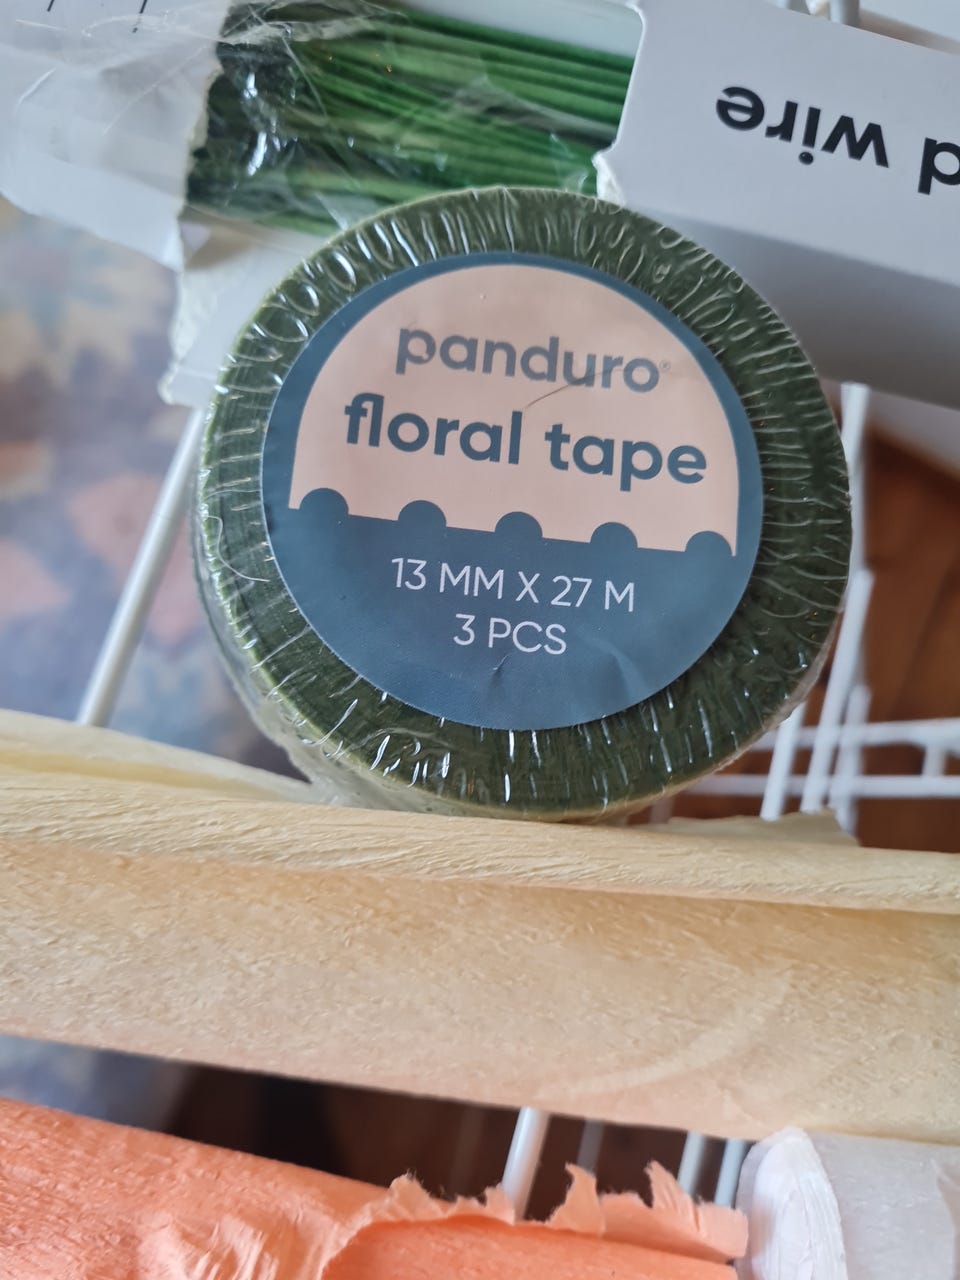 d wire
panduro®
floral tape
13 MM X 27 M
3 PCS